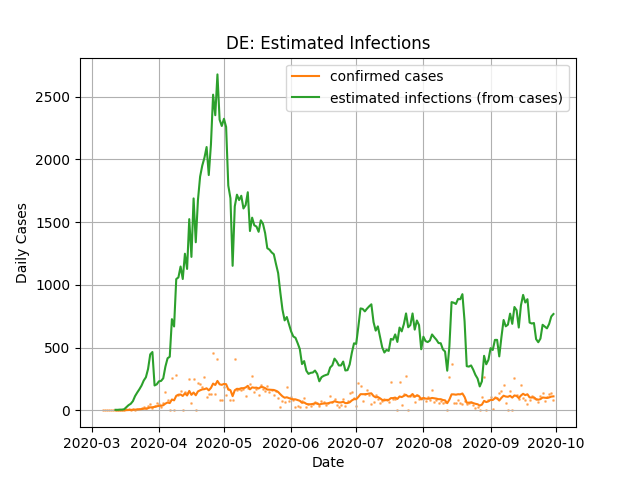 DE: Estimated Infections
confirmed cases
estimated infections (from cases)
Daily Cases
2500
2000
1500
1000
500
0
2020-03 2020-04 2020-05 2020-06 2020-07 2020-08 2020-09 2020-10
Date